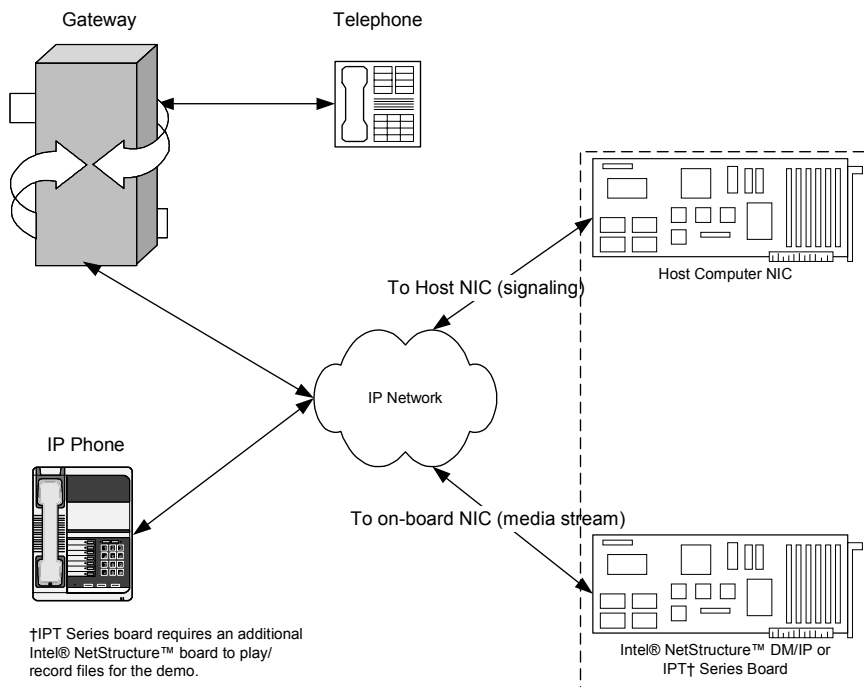 Gateway
Telephone
Host Computer NIC
To Host NIC (signaling)
IP Network
IP Phone
To on-board NIC (media stream)
†IPT Series board requires an additional
Intel® NetStructure™ board to play/
record files for the demo.
Intel® NetStructure™ DM/IP or
IPT† Series Board